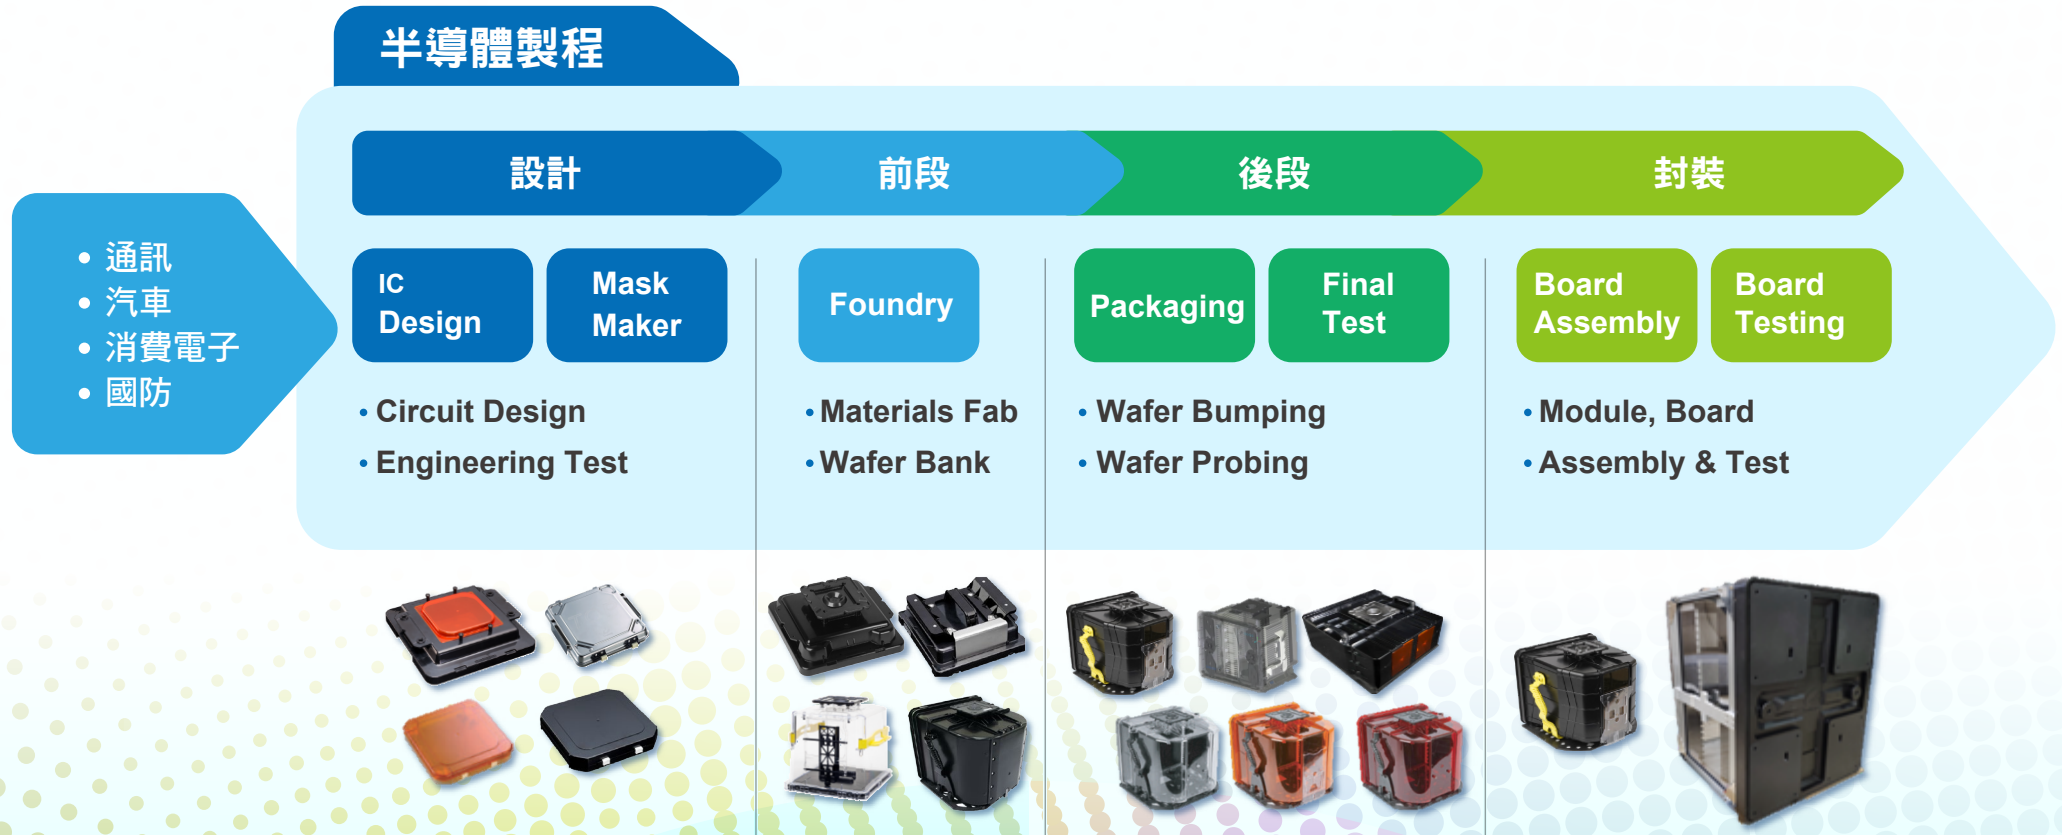 半導體製程
設計
前段
後段
封裝
• 通訊
• 汽車
• 消費電子
• 國防
IC
Design
Mask
Maker
Foundry
Packaging
Final
Test
Board
Assembly
Board
Testing
• Circuit Design
• Engineering Test
• Materials Fab
• Wafer Bank
• Wafer Bumping
• Wafer Probing
• Module, Board
• Assembly & Test